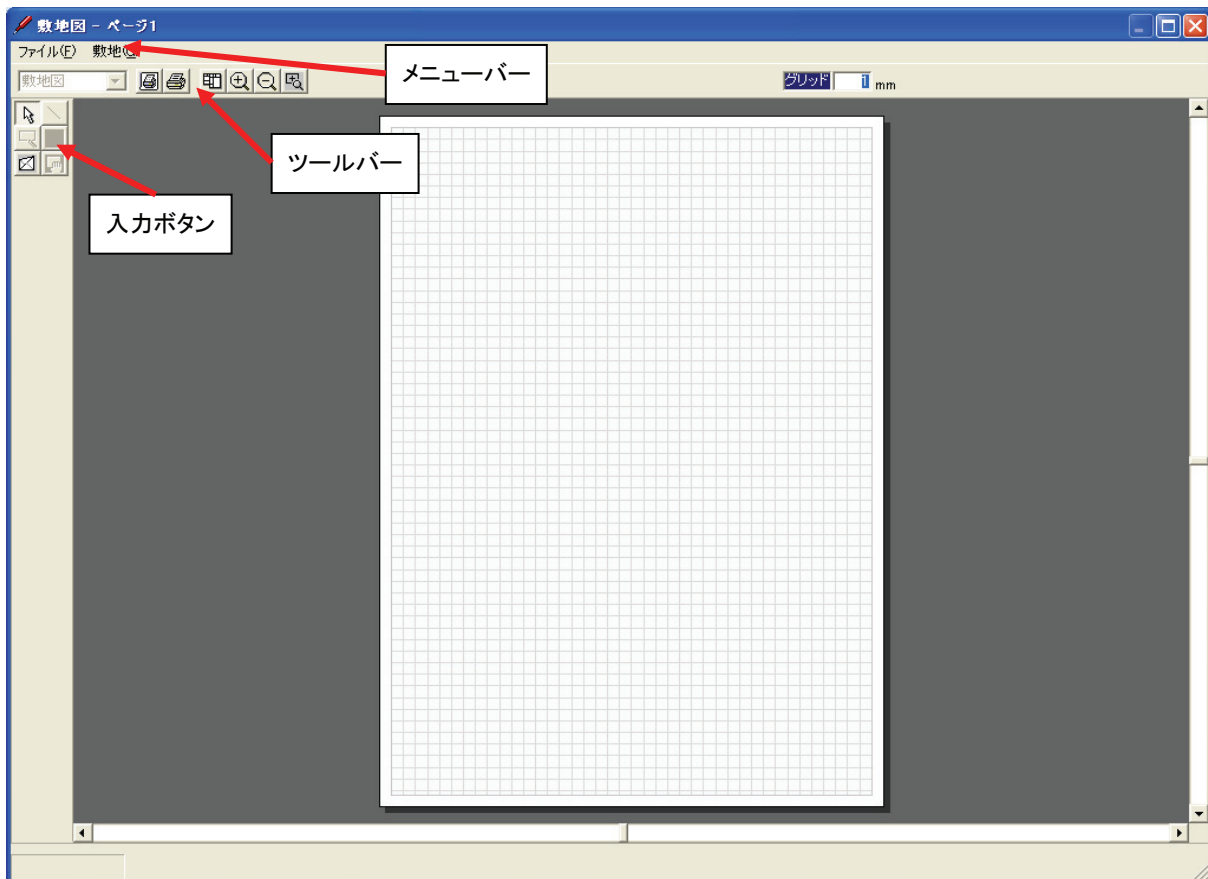 敷地図 - ページ1
ファイル(F) 敷地
メニューバー
敷地図
グリッド 1 mm
ツールバー
入力ボタン